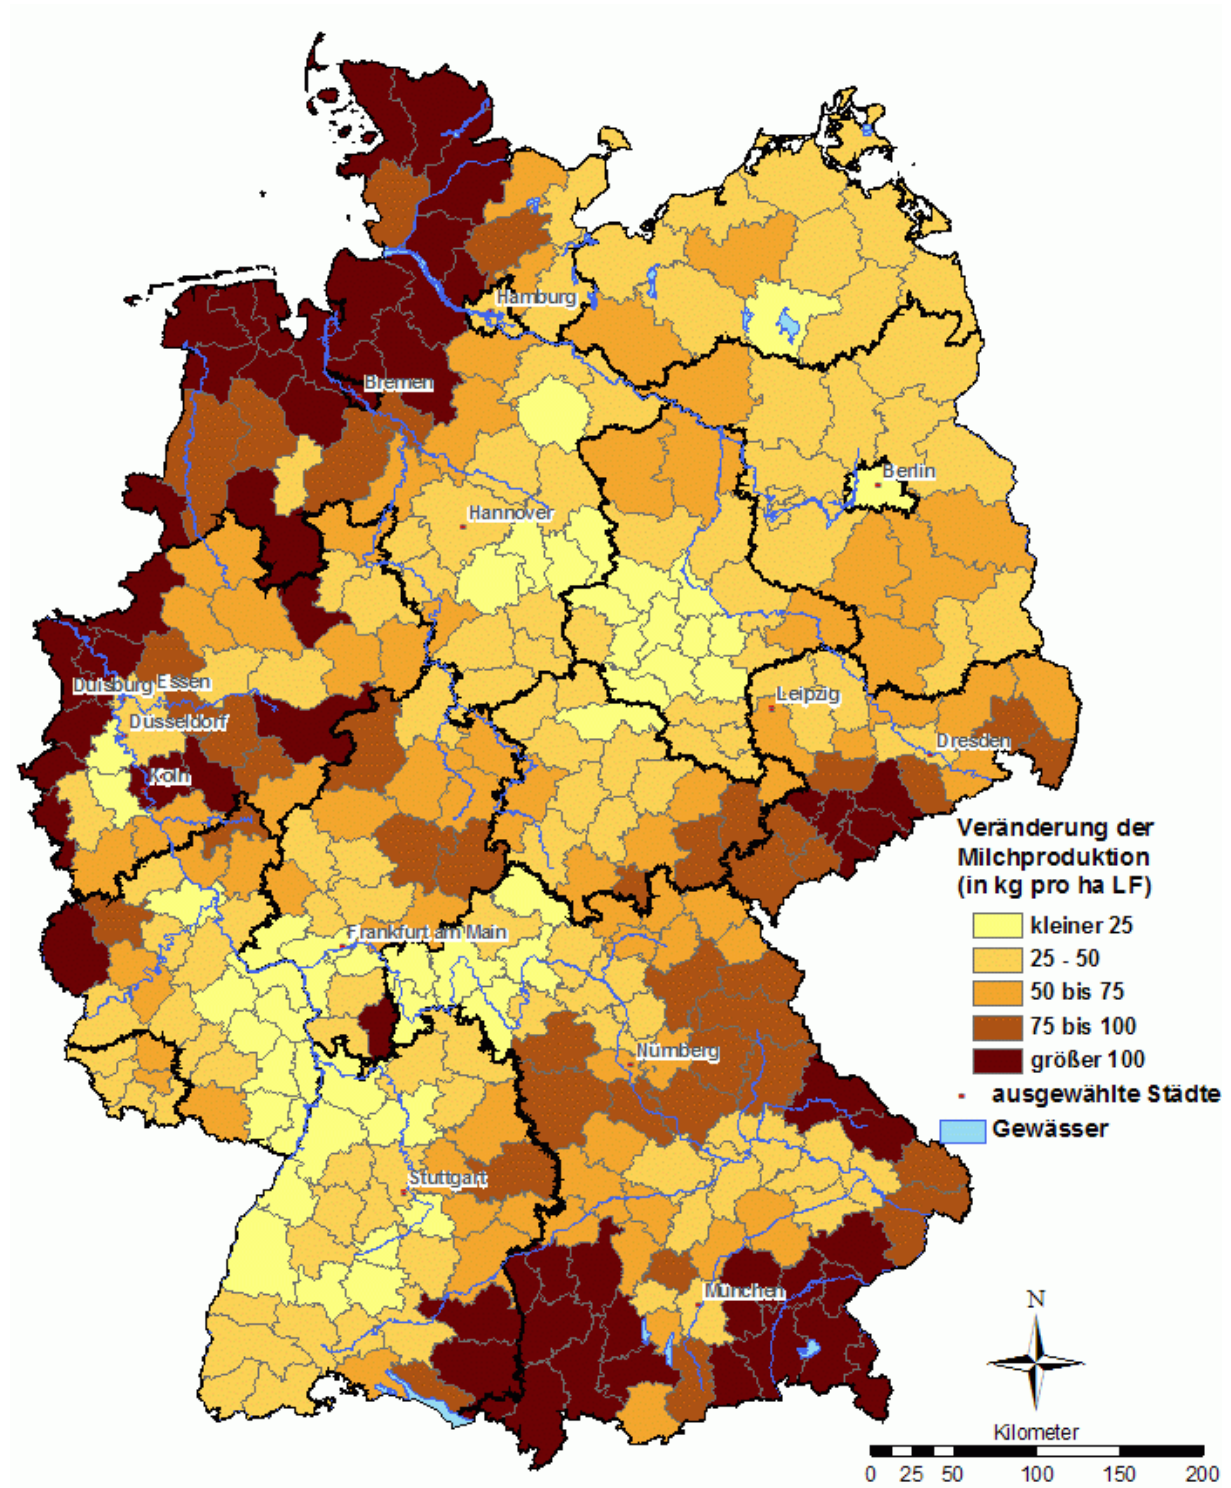 Hamburg
Bremen
Berlin
Hannover
Duisburg Essen
Düsseldorf
Köln
Leipzig
Dresden
Frankfurt am Main
Nürnberg
Stuttgart
München
Veränderung der
Milchproduktion
(in kg pro ha LF)
kleiner 25
25 - 50
50 bis 75
75 bis 100
größer 100
ausgewählte Städte
Gewässer
N
Kilometer
0 25 50 100 150 200